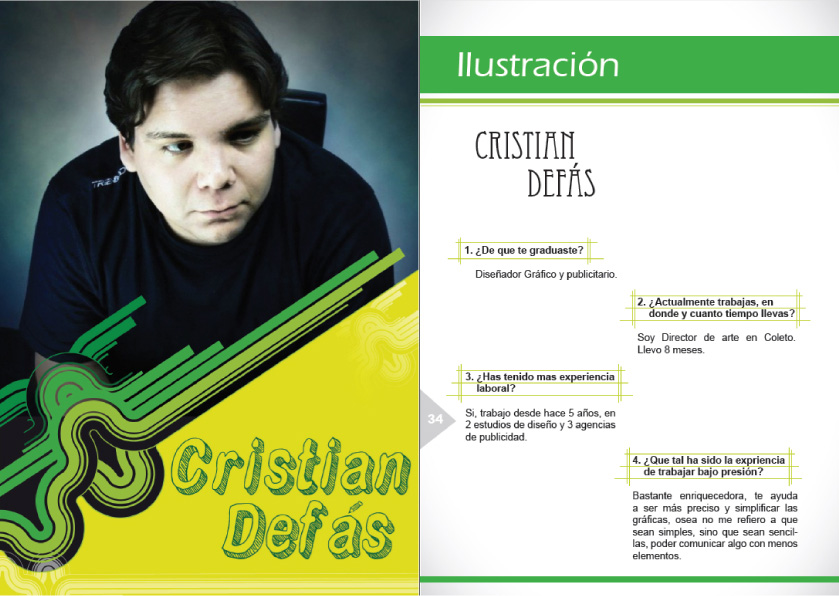 Cristian
Defás
Ilustración
CRISTIAN
DEFÁS
1. ¿De que te graduaste?
Diseñador Gráfico y publicitario.
2. ¿Actualmente trabajas, en
donde y cuanto tiempo llevas?
Soy Director de arte en Coleto.
Llevo 8 meses.
3. ¿Has tenido mas experiencia
laboral?
Si, trabajo desde hace 5 años, en
2 estudios de diseño y 3 agencias
de publicidad.
34
4. ¿Que tal ha sido la expriencia
de trabajar bajo presión?
Bastante enriquecedora, te ayuda
a ser más preciso y simplificar las
gráficas, osea no me refiero a que
sean simples, sino que sean sencil-
las, poder comunicar algo con menos
elementos.